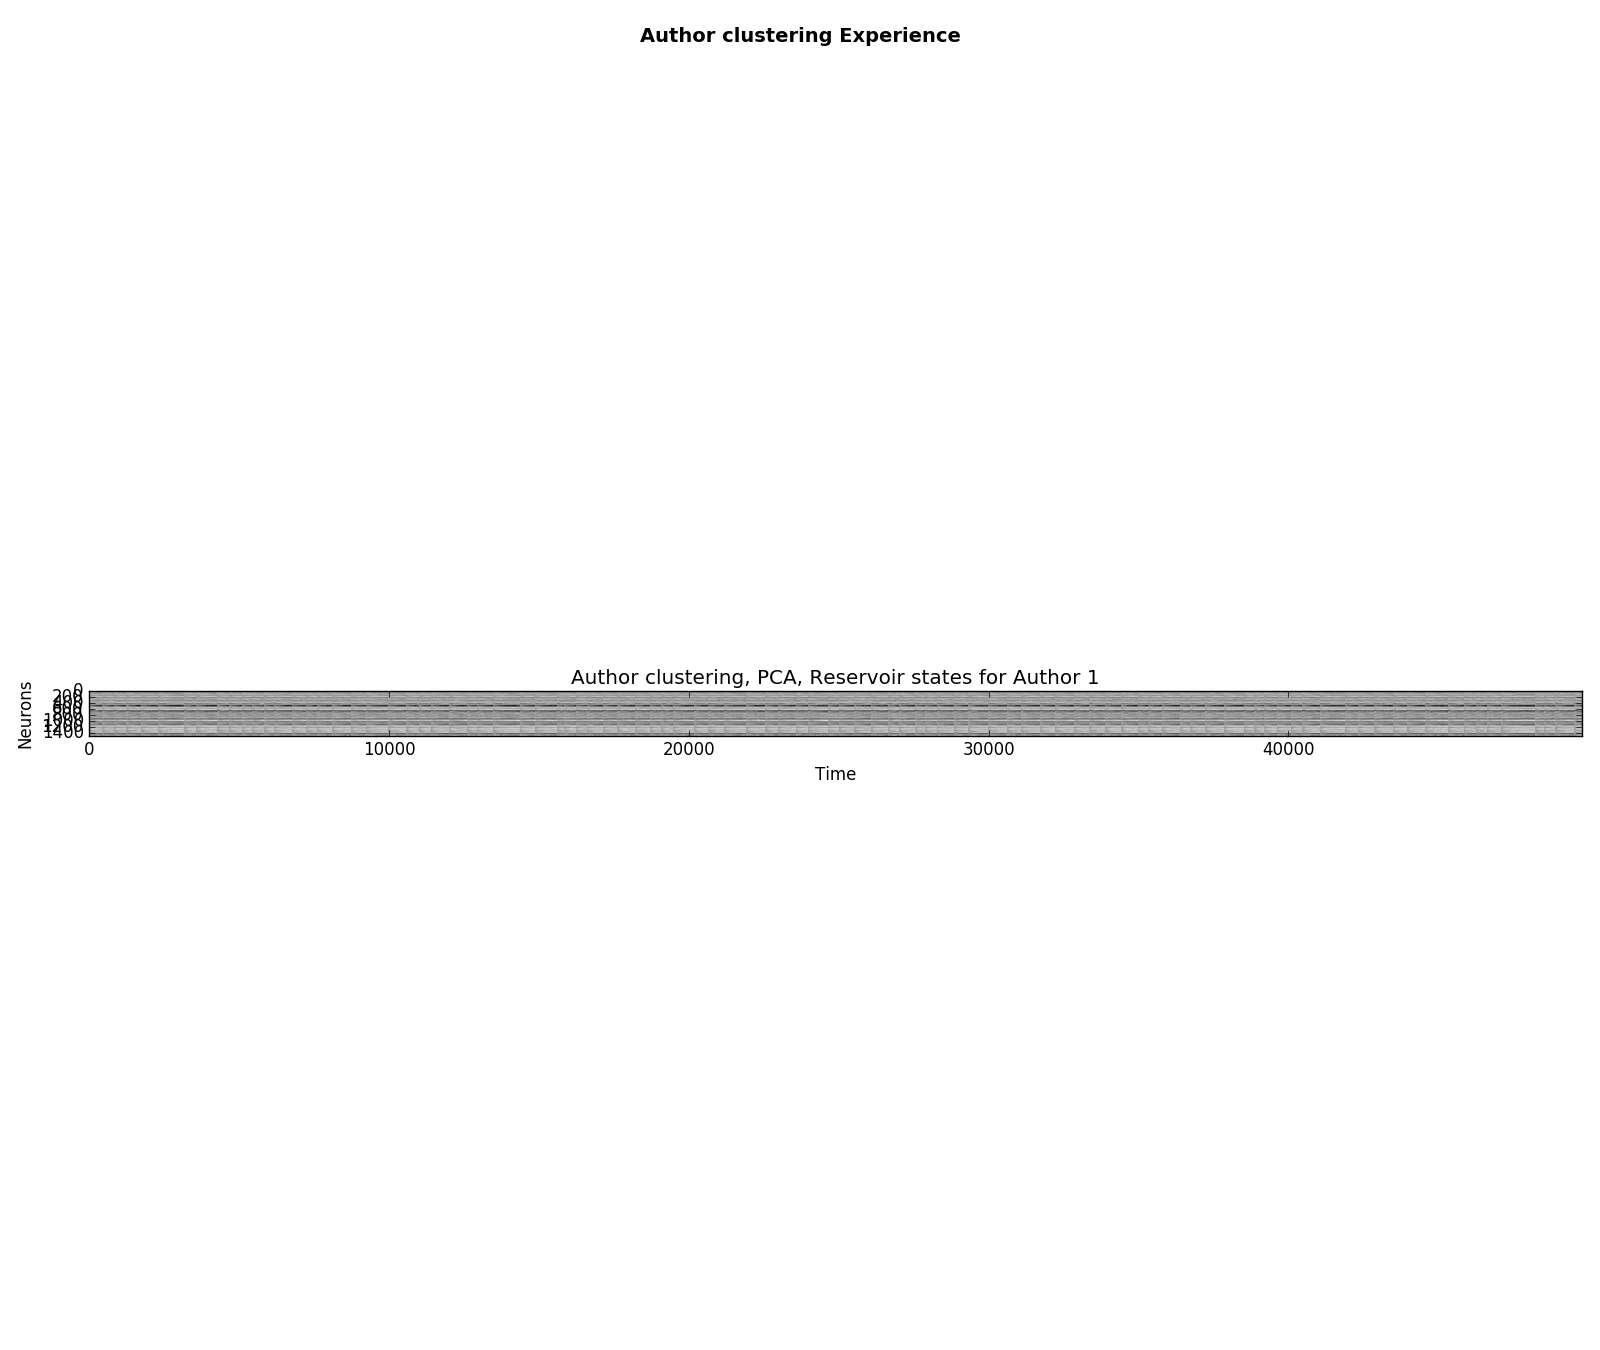 Author clustering Experience
Author clustering, PCA, Reservoir states for Author 1
Neurons
0
200
400
600
800
1000
1200
1400
0 10000 20000 30000 40000
Time